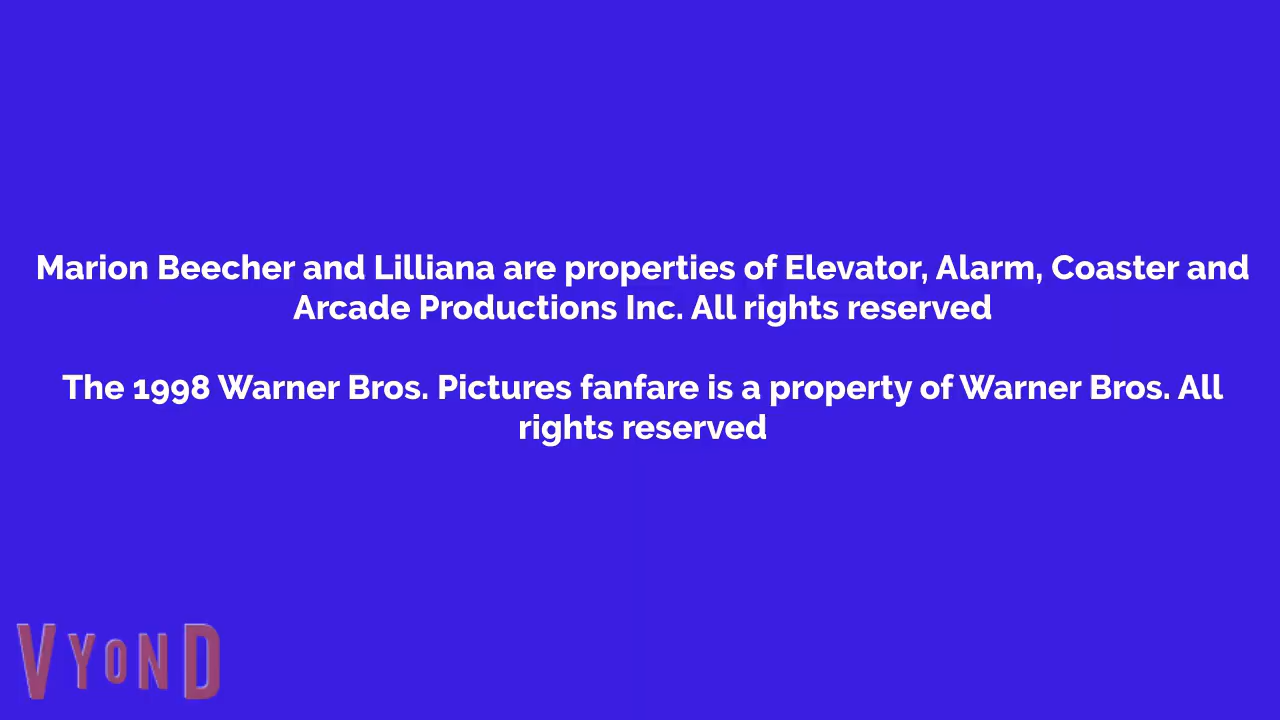 Marion Beecher and Lilliana are properties of Elevator, Alarm, Coaster and
Arcade Productions Inc. All rights reserved
The 1998 Warner Bros. Pictures fanfare is a property of Warner Bros. All
rights reserved
VYOND